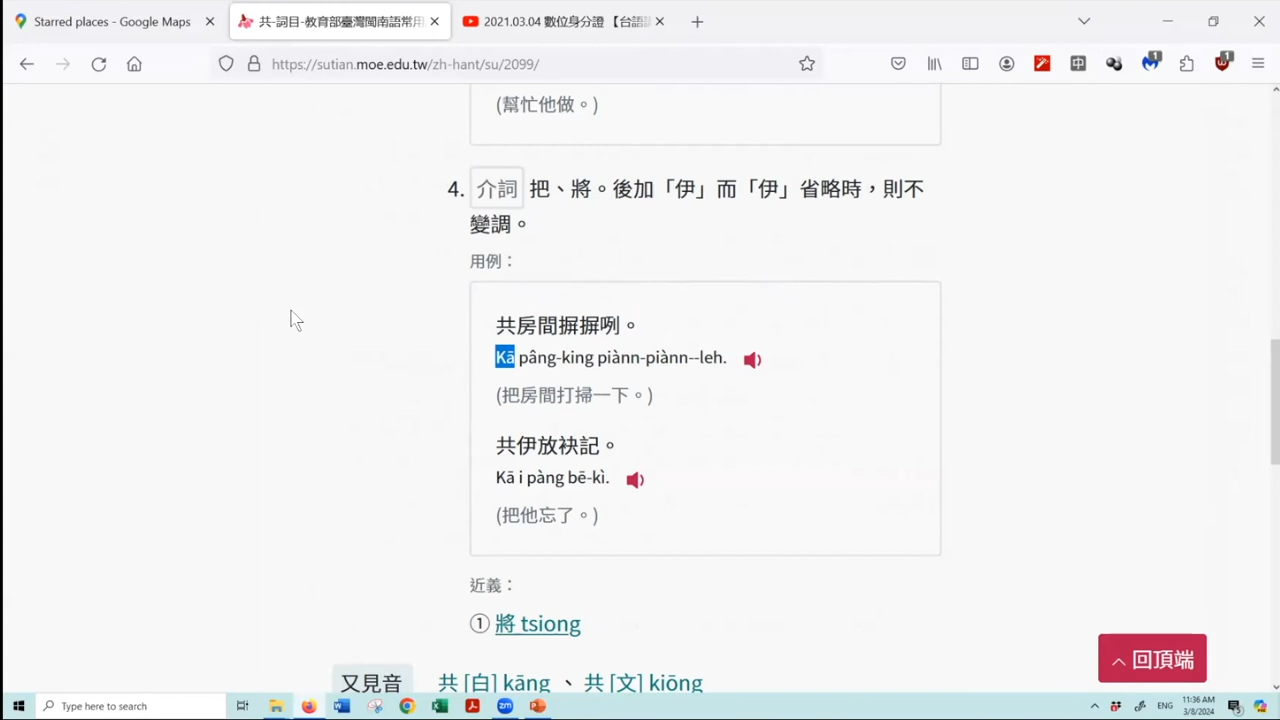 Starred places - Google Maps
共-詞目-教育部臺灣閩南語常用
2021.03.04 數位身分證 【台語
https://sutian.moe.edu.tw/zh-hant/su/2099/
1
1
(幫忙他做。)
4. 介詞 把、將。後加「伊」而「伊」省略時，則不
變調。
用例：
共房間摒摒咧。
Kā pâng-king piànn-piànn--leh.
(把房間打掃一下。)
共伊放袂記。
Kā i pàng bē-kì.
(把他忘了。)
近義：
① 將 tsiong
回頂端
又見音 共 [白] kāng 、 共 [文] kiōng
Type here to search
ENG
11:36 AM
3/8/2024